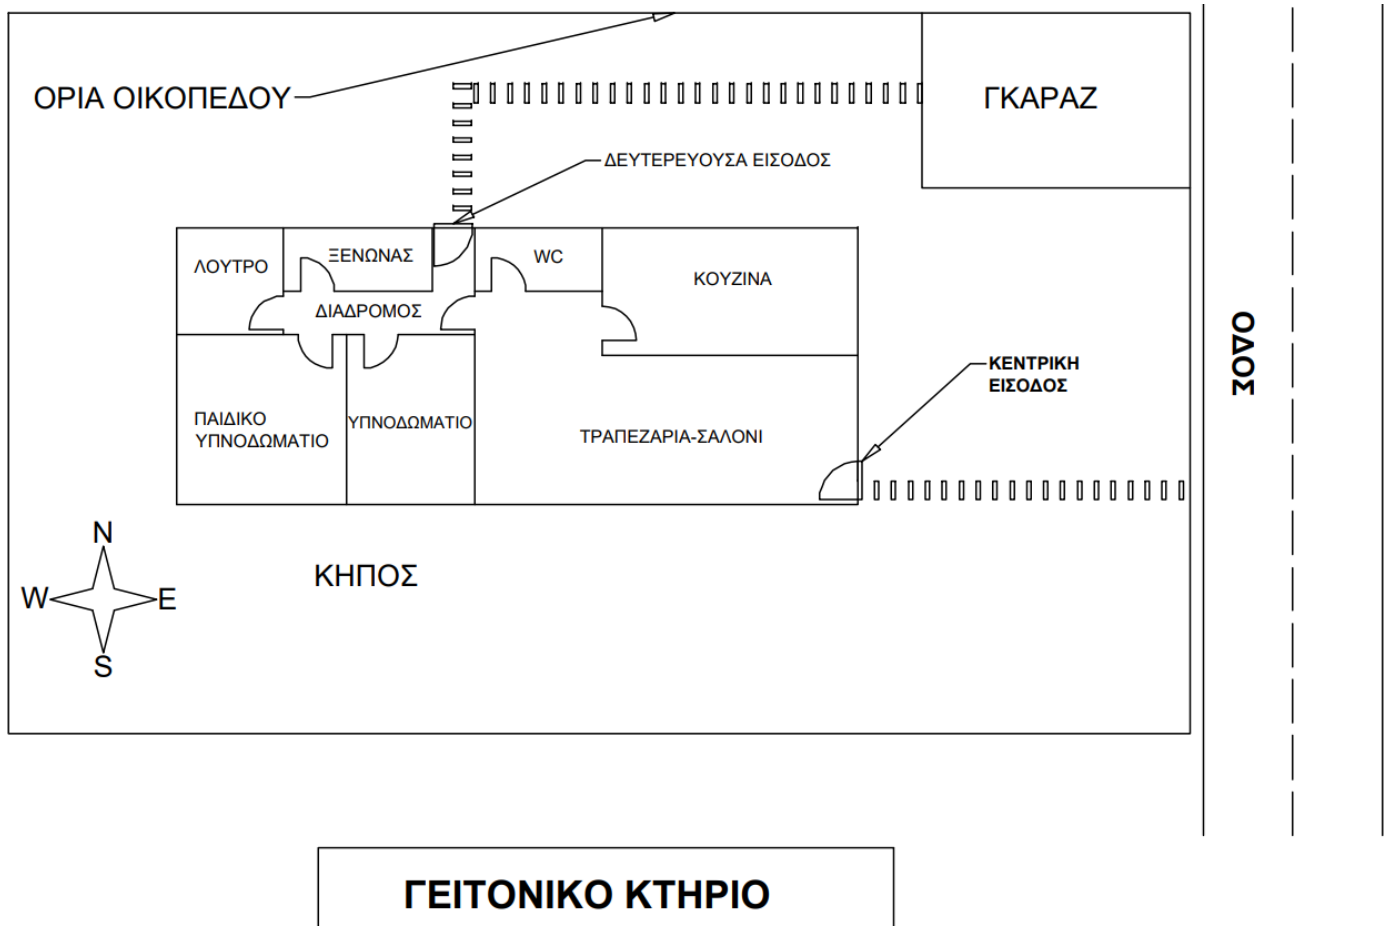 ΟΡΙΑ ΟΙΚΟΠΕΔΟΥ
ΓΚΑΡΑΖ
ΔΕΥΤΕΡΕΥΟΥΣΑ ΕΙΣΟΔΟΣ
ΛΟΥΤΡΟ
ΞΕΝΩΝΑΣ
WC
ΚΟΥΖΙΝΑ
ΔΙΑΔΡΟΜΟΣ
ΟΔΟΣ
ΚΕΝΤΡΙΚΗ
ΕΙΣΟΔΟΣ
ΠΑΙΔΙΚΟ
ΥΠΝΟΔΩΜΑΤΙΟ
ΥΠΝΟΔΩΜΑΤΙΟ
ΤΡΑΠΕΖΑΡΙΑ-ΣΑΛΟΝΙ
N
W
E
S
ΚΗΠΟΣ
ΓΕΙΤΟΝΙΚΟ ΚΤΗΡΙΟ